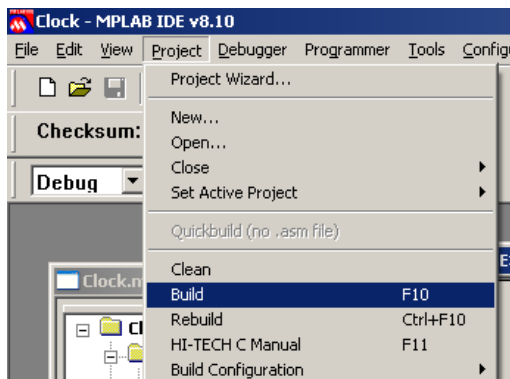 Clock - MPLAB IDE v8.10
File Edit View Project Debugger Programmer Tools
Project Wizard...
New...
Checksum:
Open...
Close
Debug
Set Active Project
Quickbuild (no .asm file)
Clean
Build F10
Rebuild Ctrl+F10
HI-TECH C Manual F11
Build Configuration